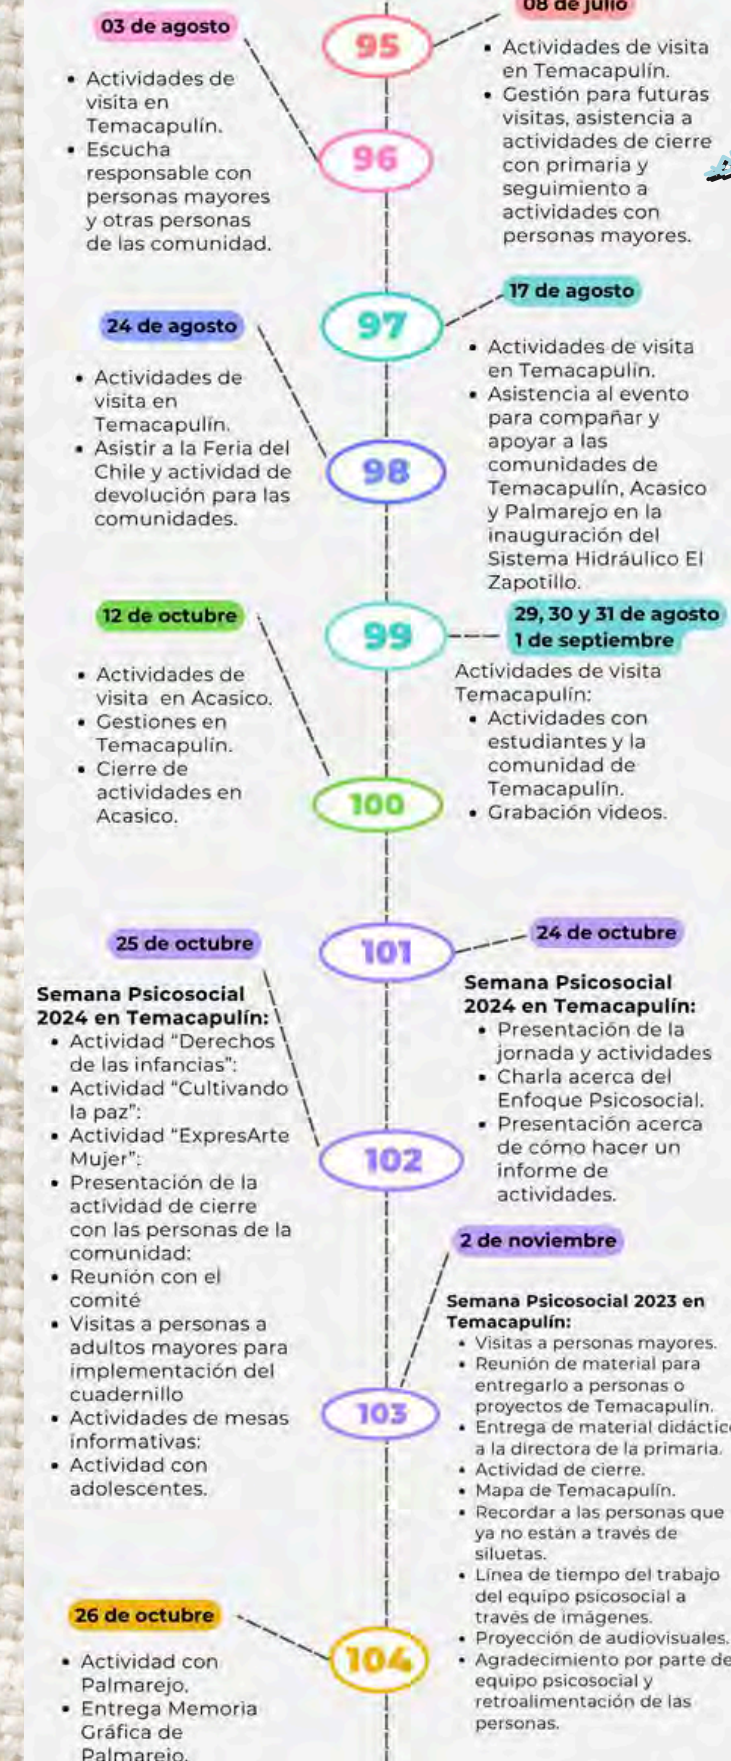 08 de julio
95
Actividades de visita
en Temacapulín.
Gestión para futuras
visitas, asistencia a
actividades de cierre
con primaria y
seguimiento a
actividades con
personas mayores.
03 de agosto
96
Actividades de
visita en
Temacapulín.
Escucha
responsable con
personas mayores
y otras personas
de las comunidad.
17 de agosto
97
Actividades de visita
en Temacapulín.
Asistencia al evento
para compañar y
apoyar a las
comunidades de
Temacapulín, Acasico
y Palmarejo en la
inauguración del
Sistema Hidráulico El
Zapotillo.
24 de agosto
98
Actividades de
visita en
Temacapulín.
Asistir a la Feria del
Chile y actividad de
devolución para las
comunidades.
29, 30 y 31 de agosto
1 de septiembre
99
Actividades de visita
Temacapulín:
Actividades con
estudiantes y la
comunidad de
Temacapulín.
Grabación videos.
12 de octubre
100
Actividades de
visita en Acasico.
Gestiones en
Temacapulín.
Cierre de
actividades en
Acasico.
24 de octubre
101
Semana Psicosocial
2024 en Temacapulín:
Presentación de la
jornada y actividades
Charla acerca del
Enfoque Psicosocial.
Presentación acerca
de cómo hacer un
informe de
actividades.
25 de octubre
102
Semana Psicosocial
2024 en Temacapulín:
Actividad “Derechos
de las infancias”:
Actividad “Cultivando
la paz”:
Actividad “ExpresArte
Mujer”:
Presentación de la
actividad de cierre
con las personas de la
comunidad:
Reunión con el
comité
Visitas a personas a
adultos mayores para
implementación del
cuadernillo
Actividades de mesas
informativas:
Actividad con
adolescentes.
2 de noviembre
103
Semana Psicosocial 2023 en
Temacapulín:
Visitas a personas mayores.
Reunión de material para
entregarlo a personas o
proyectos de Temacapulín.
Entrega de material didáctico
a la directora de la primaria.
Actividad de cierre.
Mapa de Temacapulín.
Recordar a las personas que
ya no están a través de
siluetas.
Línea de tiempo del trabajo
del equipo psicosocial a
través de imágenes.
Proyección de audiovisuales.
Agradecimiento por parte de
equipo psicosocial y
retroalimentación de las
personas.
26 de octubre
104
Actividad con
Palmarejo.
Entrega Memoria
Gráfica de
Palmarejo.